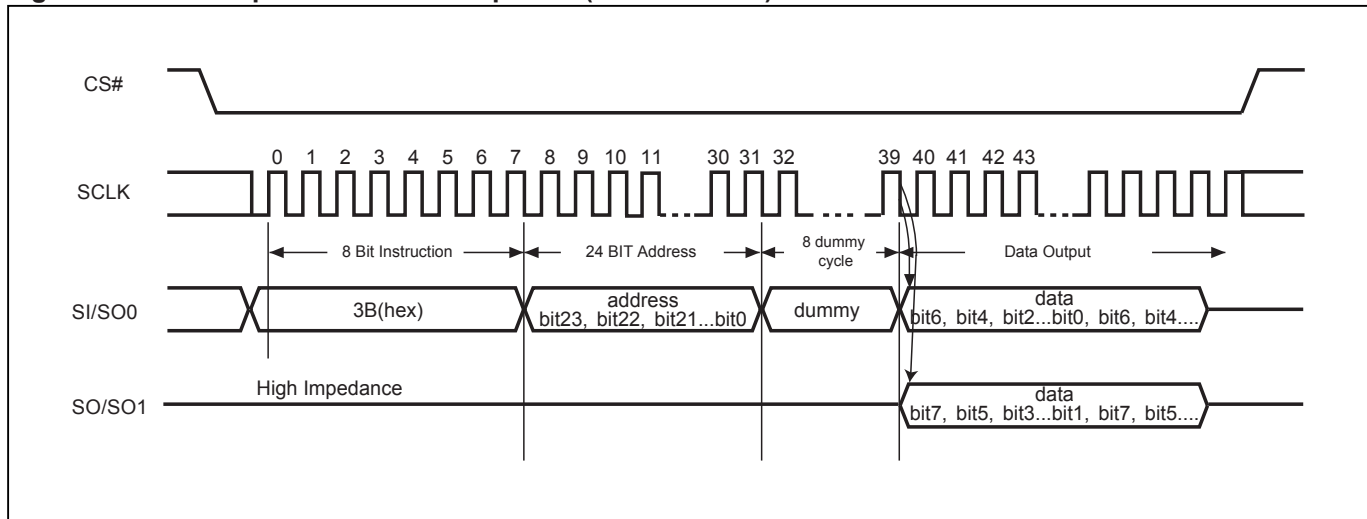 CS#
0 1 2 3 4 5 6 7 8 9 10 11 30 31 32 39 40 41 42 43
SCLK
8 Bit Instruction
24 BIT Address
8 dummy
cycle
Data Output
SI/SO0
3B(hex)
address
bit23, bit22, bit21...bit0
dummy
data
bit6, bit4, bit2...bit0, bit6, bit4....
High Impedance
SO/SO1
data
bit7, bit5, bit3...bit1, bit7, bit5....